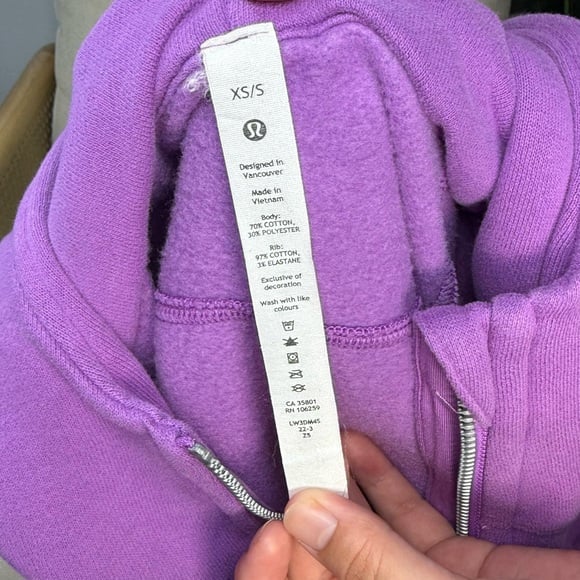 XS/S
Designed in
Vancouver
Made in
Vietnam
Body:
70% COTTON,
30% POLYESTER
Rib:
97% COTTON,
3% ELASTANE
Exclusive of
decoration
Wash with like
colours
CA 35801
RN 106259
LW3DM4S
22-3
Z5